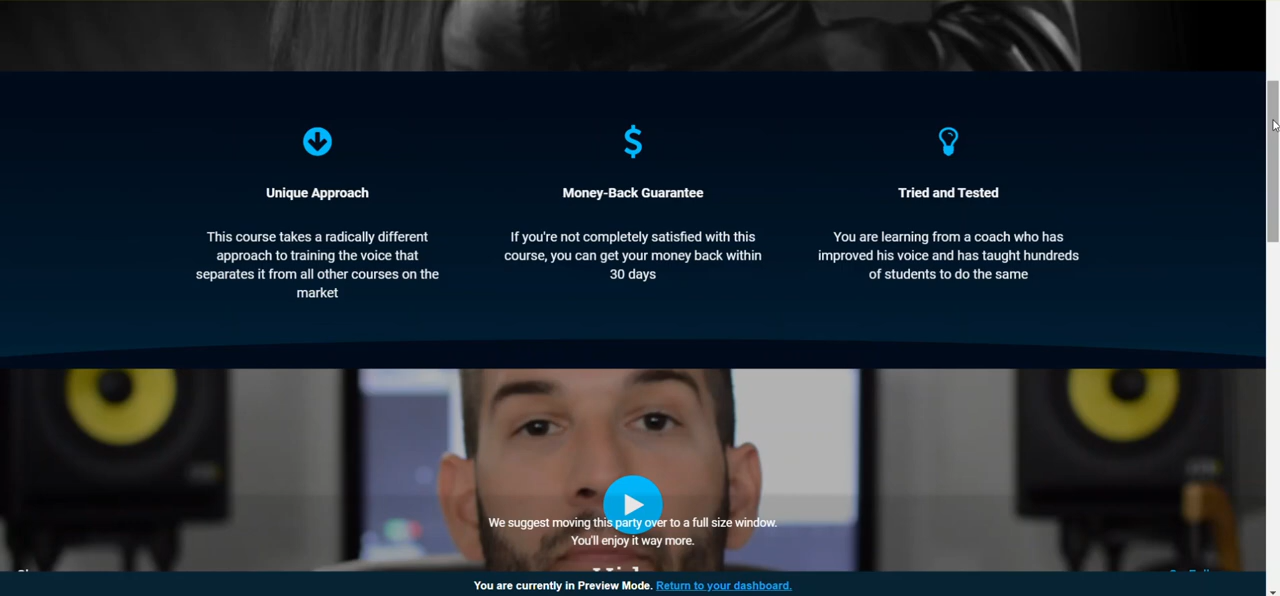 Unique Approach
Money-Back Guarantee
Tried and Tested
This course takes a radically different
approach to training the voice that
separates it from all other courses on the
market
If you're not completely satisfied with this
course, you can get your money back within
30 days
You are learning from a coach who has
improved his voice and has taught hundreds
of students to do the same
We suggest moving this party over to a full size window.
You'll enjoy it way more.
You are currently in Preview Mode. Return to your dashboard.